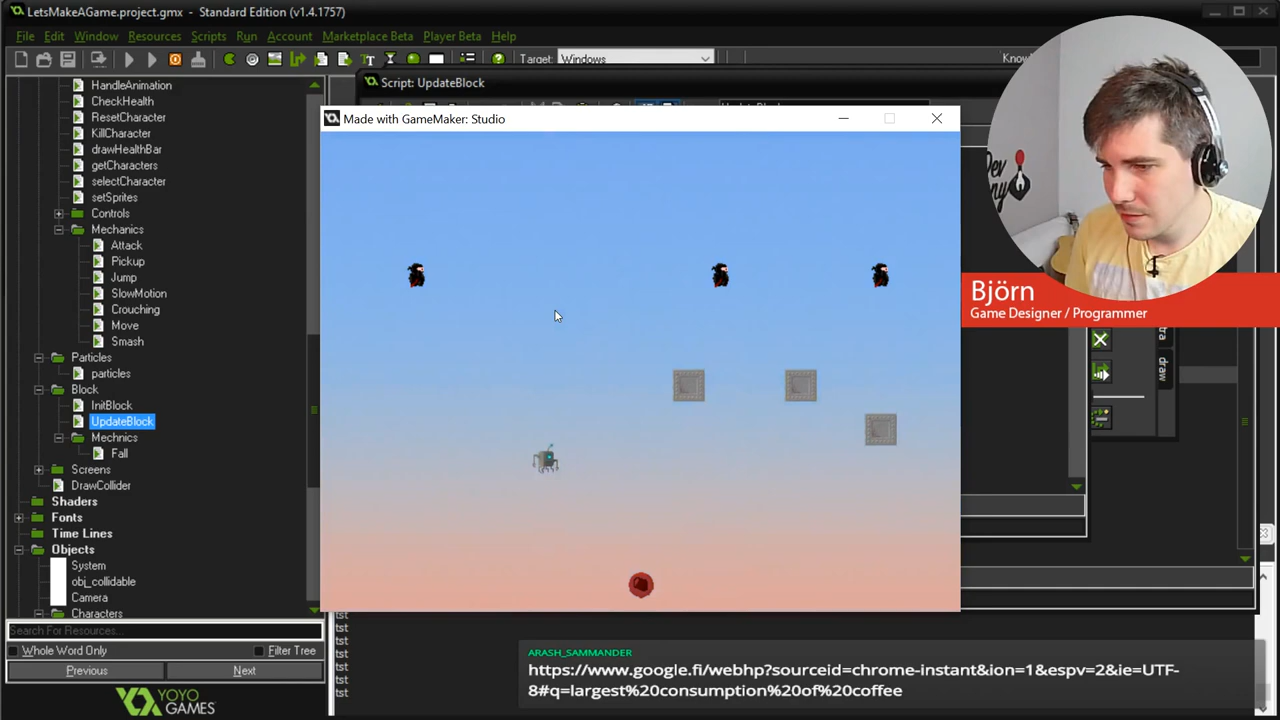 LetsMakeAGame.project.gmx - Standard Edition (v1.4.1757)
File Edit Window Resources Scripts Run Account Marketplace Beta Player Beta Help
Target: Windows
Script: UpdateBlock
Made with GameMaker: Studio
HandleAnimation
CheckHealth
ResetCharacter
KillCharacter
drawHealthBar
getCharacters
selectCharacter
setSprites
Controls
Mechanics
Attack
Pickup
Jump
SlowMotion
Crouching
Move
Smash
Particles
particles
Block
InitBlock
UpdateBlock
Mechnics
Fall
Screens
DrawCollider
Shaders
Fonts
Time Lines
Objects
System
obj_collidable
Camera
Characters
Search For Resources...
Whole Word Only Filter Tree
Previous Next
YOYO
GAMES
Björn
Game Designer / Programmer
draw
tst
tst
tst
tst
tst
tst
tst
ARASH_SAMMANDER
https://www.google.fi/webhp?sourceid=chrome-instant&ion=1&espv=2&ie=UTF-
8#q=largest%20consumption%20of%20coffee